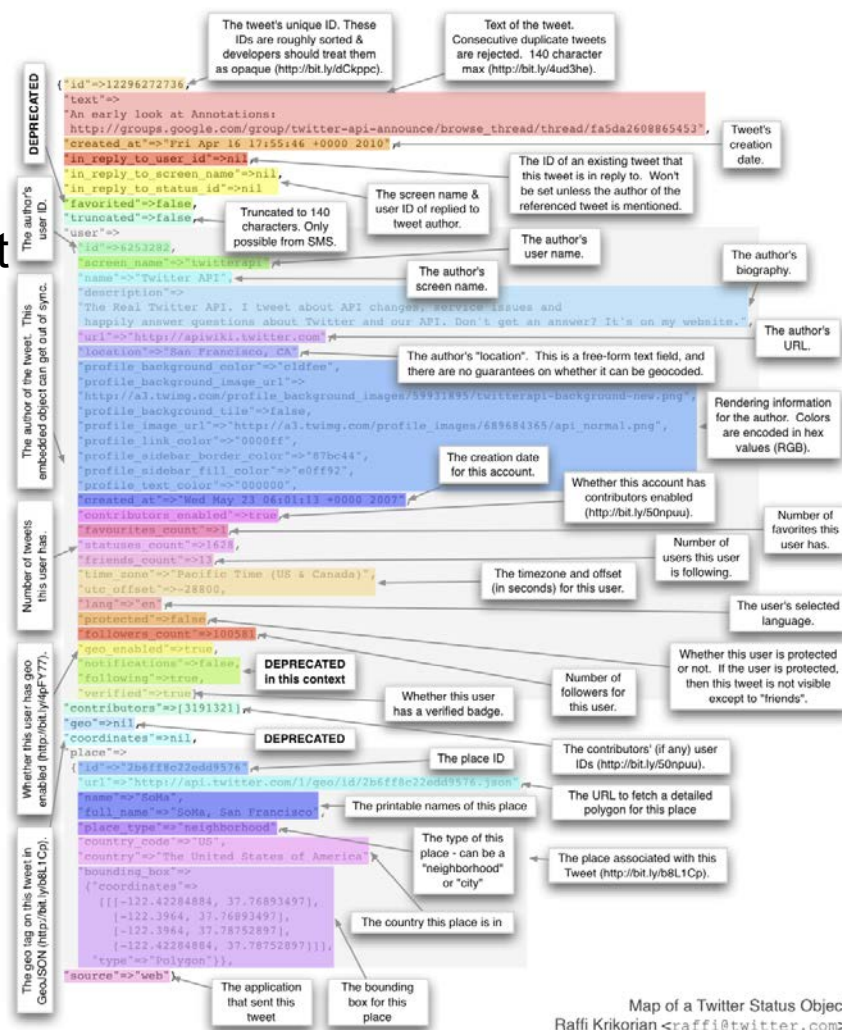 The tweet's unique ID. These
IDs are roughly sorted &
developers should treat them
as opaque (http://bit.ly/dCkppc).
Text of the tweet.
Consecutive duplicate tweets
are rejected. 140 character
max (http://bit.ly/4ud3he).
DEPRECATED
{"id"=>12296272736,
"text"=>
"An early look at Annotations:
http://groups.google.com/group/twitter-api-announce/browse_thread/thread/fa5da2608865453",
"created_at"=>"Fri Apr 16 17:55:46 +0000 2010",
"in_reply_to_user_id"=>nil,
"in_reply_to_screen_name"=>nil,
"in_reply_to_status_id"=>nil
"favorited"=>false,
"truncated"=>false,
Tweet's
creation
date.
The ID of an existing tweet that
this tweet is in reply to. Won't
be set unless the author of the
referenced tweet is mentioned.
The screen name &
user ID of replied to
tweet author.
Truncated to 140
characters. Only
possible from SMS.
The author's
user ID.
t
"user"=>
"id"=>6253282,
"screen_name"=>"twitterapi",
"name"=>"Twitter API",
"description"=>
"The Real Twitter API. I tweet about API changes, service issues and
happily answer questions about Twitter and our API. Don't get an answer? It's on my website.",
"url"=>"http://apiwiki.twitter.com",
"location"=>"San Francisco, CA",
"profile_background_color"=>"c1dfee",
"profile_background_image_url"=>
"http://a3.twimg.com/profile_background_images/59931895/twitterapi-background-new.png",
"profile_background_tile"=>false,
"profile_image_url"=>"http://a3.twimg.com/profile_images/689684365/api_normal.png",
"profile_link_color"=>"0000ff",
"profile_sidebar_border_color"=>"87bc44",
"profile_sidebar_fill_color"=>"e0ff92",
"profile_text_color"=>"000000",
"created_at"=>"Wed May 23 06:01:13 +0000 2007",
"contributors_enabled"=>true,
"favourites_count"=>1,
"statuses_count"=>1628,
"friends_count"=>13,
"time_zone"=>"Pacific Time (US & Canada)",
"utc_offset"=>-28800,
"lang"=>"en",
"protected"=>false,
"followers_count"=>100581,
"geo_enabled"=>true,
"notifications"=>false,
"following"=>true,
"verified"=>true},
The author's
user name.
The author's
screen name.
The author's
biography.
The author's
URL.
The author of the tweet. This
embedded object can get out of sync.
The author's "location". This is a free-form text field, and
there are no guarantees on whether it can be geocoded.
Rendering information
for the author. Colors
are encoded in hex
values (RGB).
The creation date
for this account.
Whether this account has
contributors enabled
(http://bit.ly/50npuu).
Number of
favorites this
user has.
Number of tweets
this user has.
Number of
users this user
is following.
The timezone and offset
(in seconds) for this user.
The user's selected
language.
Whether this user is protected
or not. If the user is protected,
then this tweet is not visible
except to "friends".
Number of
followers for
this user.
Whether this user has geo
enabled (http://bit.ly/4pFY77).
DEPRECATED
in this context
Whether this user
has a verified badge.
"contributors"=>[3191321],
"geo"=>nil,
"coordinates"=>nil,
DEPRECATED
The contributors' (if any) user
IDs (http://bit.ly/50npuu).
The geo tag on this tweet in
GeoJSON (http://bit.ly/b8L1Cp).
"place"=>
{"id"=>"2b6ff8c22edd9576",
"url"=>"http://api.twitter.com/1/geo/id/2b6ff8c22edd9576.json",
"name"=>"SoMa",
"full_name"=>"SoMa, San Francisco",
"place_type"=>"neighborhood",
"country_code"=>"US",
"country"=>"The United States of America",
"bounding_box"=>
{"coordinates"=>
[[[-122.42284884, 37.76893497],
[-122.3964, 37.76893497],
[-122.3964, 37.78752897],
[-122.42284884, 37.78752897]]],
"type"=>"Polygon"}},
"source"=>"web"}
The place ID
The URL to fetch a detailed
polygon for this place
The printable names of this place
The type of this
place - can be a
"neighborhood"
or "city"
The place associated with this
Tweet (http://bit.ly/b8L1Cp).
The country this place is in
The bounding
box for this
place
The application
that sent this
tweet
Map of a Twitter Status Objec
Raffi Krikorian <raffi@twitter.com>